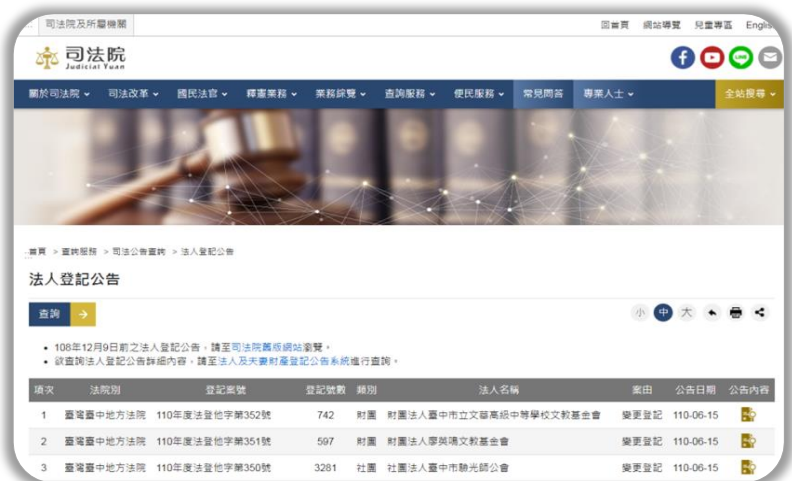 司法院及所屬機關
回首頁 網站導覽 兒童專區 English
司法院
Judicial Yuan
關於司法院 司法改革 國民法官 釋憲業務 業務綜覽 查詢服務 便民服務 常見問答 專業人士 全站搜尋
首頁 > 查詢服務 > 司法公告查詢 > 法人登記公告
法人登記公告
查詢
小 中 大
108年12月9日前之法人登記公告，請至司法院舊版網站瀏覽。
欲查詢法人登記公告詳細內容，請至法人及夫妻財產登記公告系統進行查詢。
項次 法院別 登記案號 登記號數 類別 法人名稱 案由 公告日期 公告內容
1 臺灣臺中地方法院 110年度法登他字第352號 742 財團 財團法人臺中市立文華高級中等學校文教基金會 變更登記 110-06-15
2 臺灣臺中地方法院 110年度法登他字第351號 597 財團 財團法人廖英鳴文教基金會 變更登記 110-06-15
3 臺灣臺中地方法院 110年度法登他字第350號 3281 社團 社團法人臺中市驗光師公會 變更登記 110-06-15